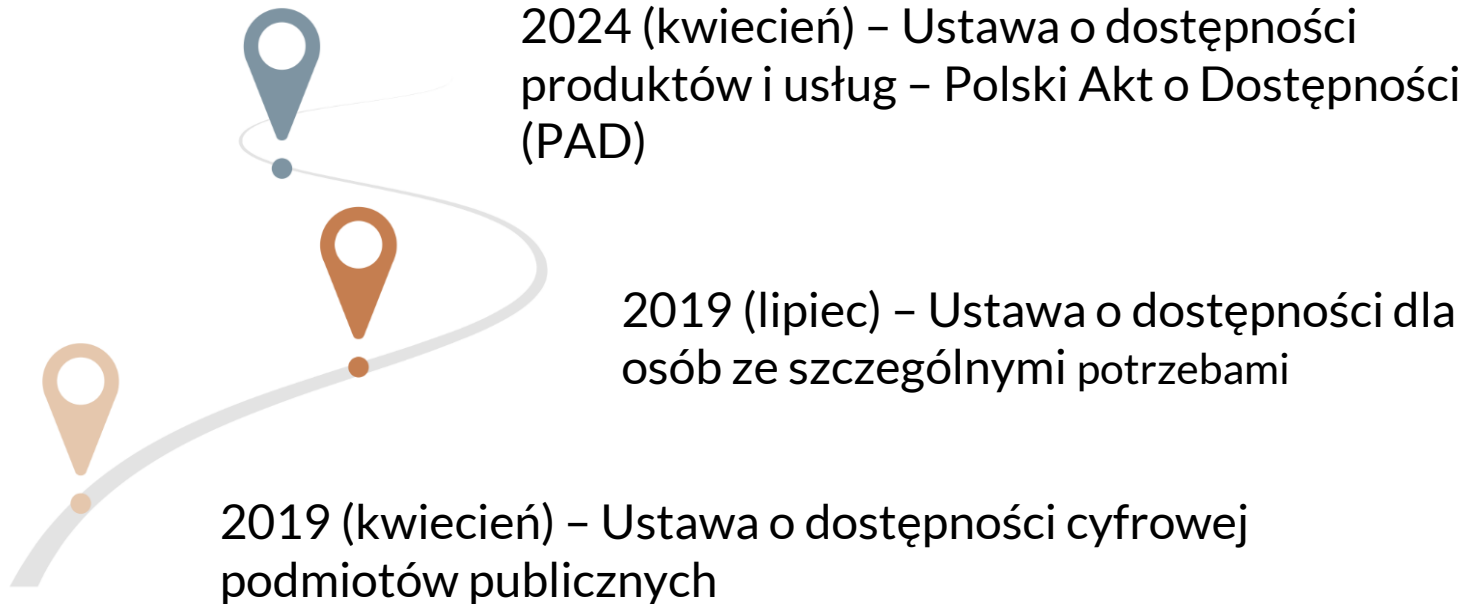 2024 (kwiecień) – Ustawa o dostępności
produktów i usług – Polski Akt o Dostępności
(PAD)
2019 (lipiec) – Ustawa o dostępności dla
osób ze szczególnymi potrzebami
2019 (kwiecień) – Ustawa o dostępności cyfrowej
podmiotów publicznych